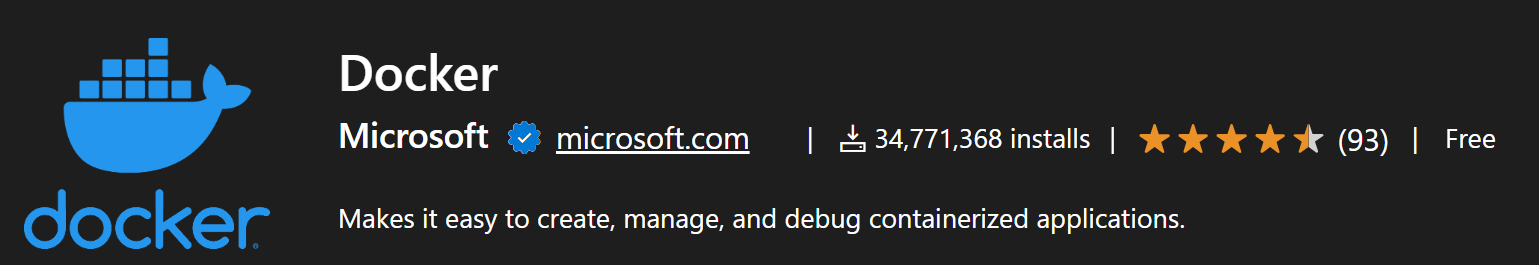 Docker
Microsoft microsoft.com | 34,771,368 installs | (93) | Free
docker®
Makes it easy to create, manage, and debug containerized applications.